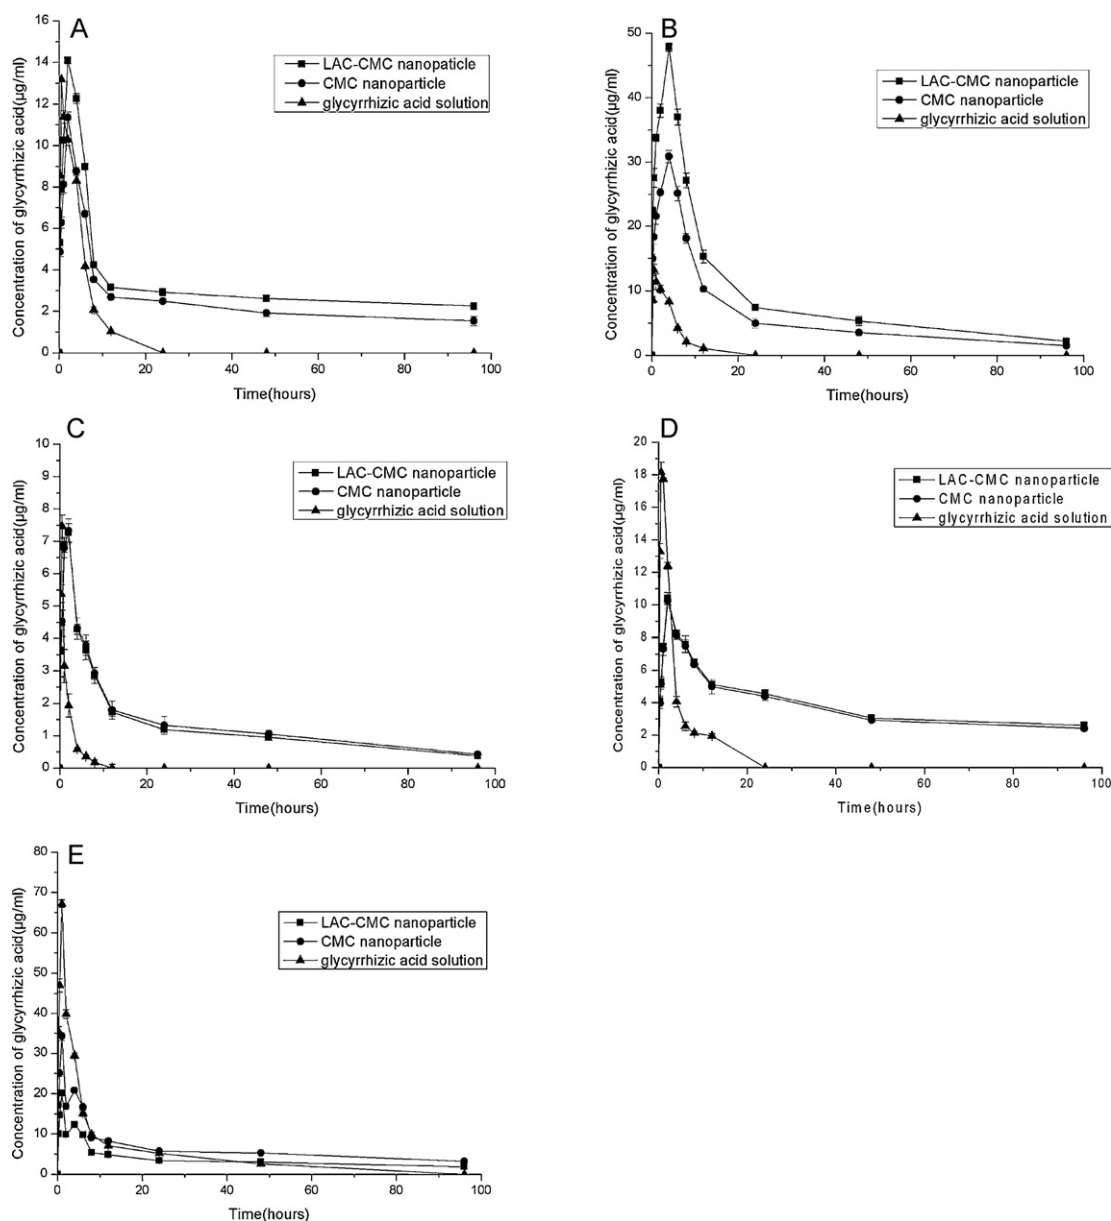 A
16
14
12
10
8
6
4
2
0
0 20 40 60 80 100
Concentration of glycyrrhizic acid(μg/ml)
Time(hours)
LAC-CMC nanopaticle
CMC nanoparticle
glycyrrhizic acid solution
B
50
40
30
20
10
0
0 20 40 60 80 100
Concentration of glycyrrhizic acid(μg/ml)
Time(hours)
LAC-CMC nanoparticle
CMC nanoparticle
glycyrrhizic acid solution
C
10
9
8
7
6
5
4
3
2
1
0
0 20 40 60 80 100
Concentration of glycyrrhizic acid(μg/ml)
Time(hours)
LAC-CMC nanoparticle
CMC nanoparticle
glycyrrhizic acid solution
D
20
18
16
14
12
10
8
6
4
2
0
0 20 40 60 80 100
Concentration of glycyrrhizic acid(μg/ml)
Time(hours)
LAC-CMC nanoparticle
CMC nanoparticle
glycyrrhizic acid solution
E
80
70
60
50
40
30
20
10
0
0 20 40 60 80 100
Concentration of glycyrrhizic acid(μg/ml)
Time(hours)
LAC-CMC nanoparticle
CMC nanoparticle
glycyrrhizic acid solution